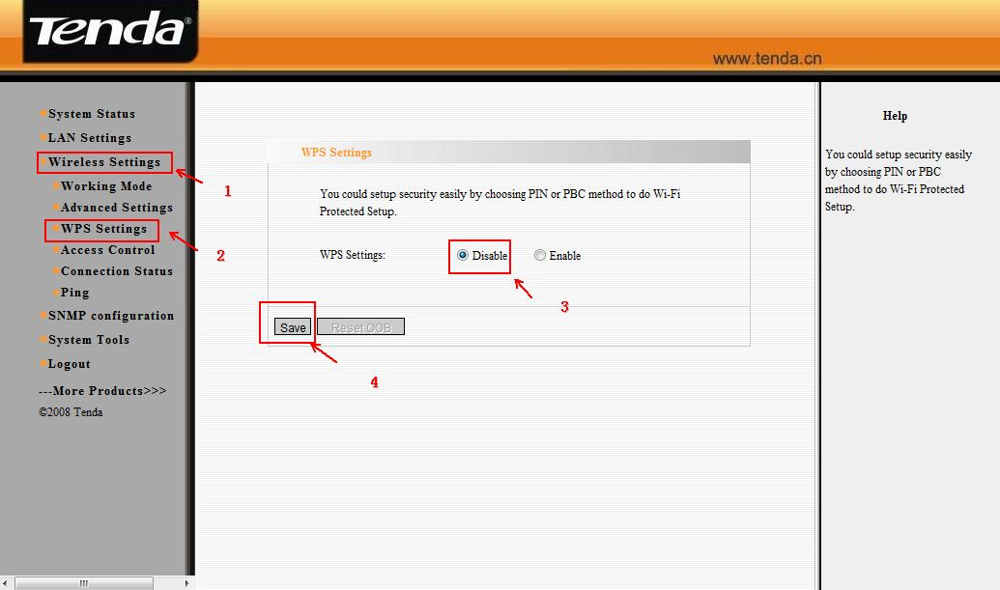 Tenda®
www.tenda.cn
System Status
LAN Settings
Wireless Settings
1
Working Mode
Advanced Settings
WPS Settings
2
Access Control
Connection Status
Ping
SNMP configuration
System Tools
Logout
---More Products>>>
©2008 Tenda
WPS Settings
You could setup security easily by choosing PIN or PBC method to do Wi-Fi
Protected Setup.
WPS Settings:
Disable
Enable
3
Save
Reset OOB
4
Help
You could setup security easily
by choosing PIN or PBC
method to do Wi-Fi Protected
Setup.